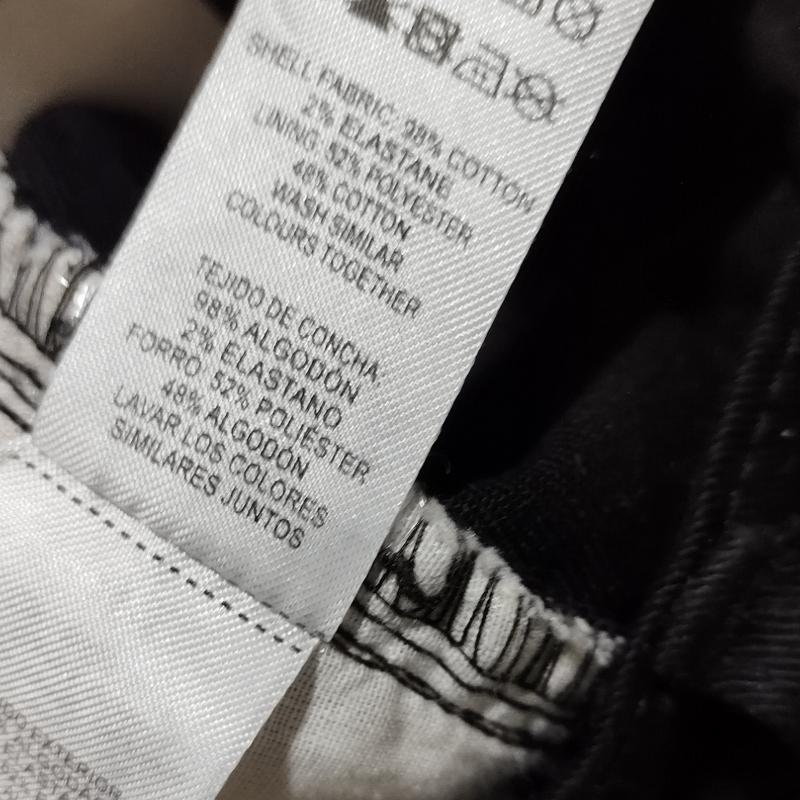 SHELL FABRIC, 98% COTTON
2% ELASTANE
LINING, 52% POLYESTER
48% COTTON
WASH SIMILAR
COLOURS TOGETHER
TEJIDO DE CONCHA,
98% ALGODÓN
2% ELASTANO
FORRO, 52% POLIÉSTER
48% ALGODÓN
LAVAR LOS COLORES
SIMILARES JUNTOS
EXTERIOR